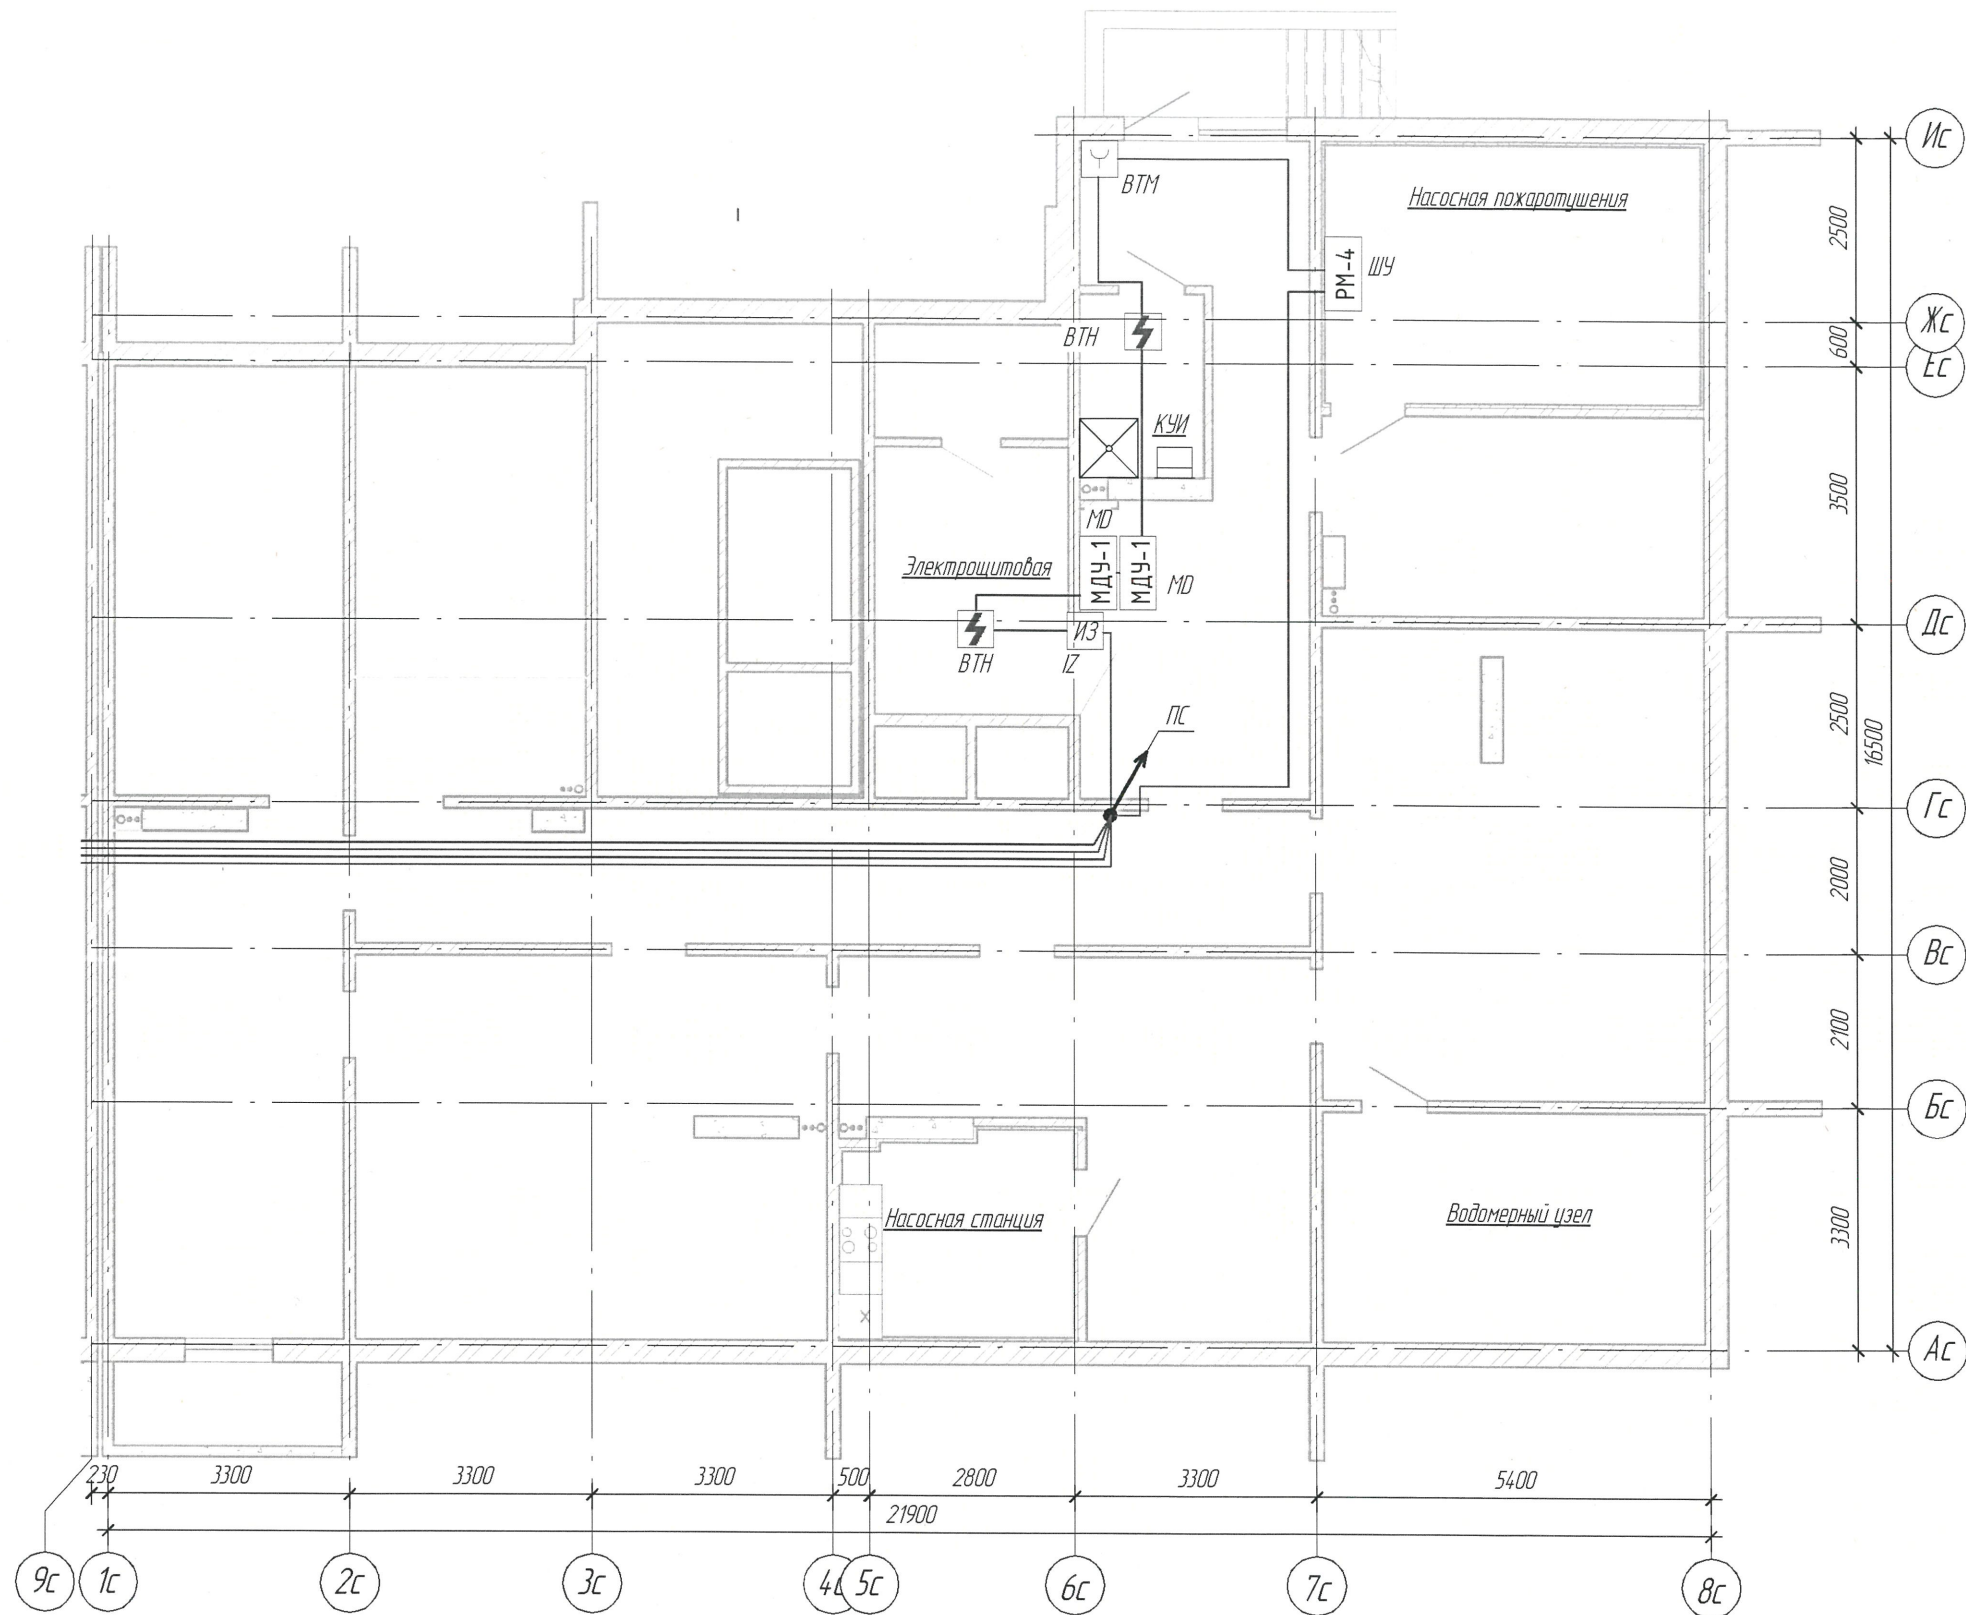 Ис
ВТМ
Насосная пожаротушения
2500
РМ-4
ШУ
Жс
ВТН
600
Ес
КУИ
3500
MD
Электрощитовая
МДУ-1
МДУ-1
MD
Дс
ИЗ
ВТН
IZ
2500
ПС
16500
Гс
2000
Вс
2100
Бс
Насосная станция
Водомерный узел
3300
Ас
230
3300
3300
3300
500
2800
3300
5400
21900
9с
1с
2с
3с
4с
5с
6с
7с
8с